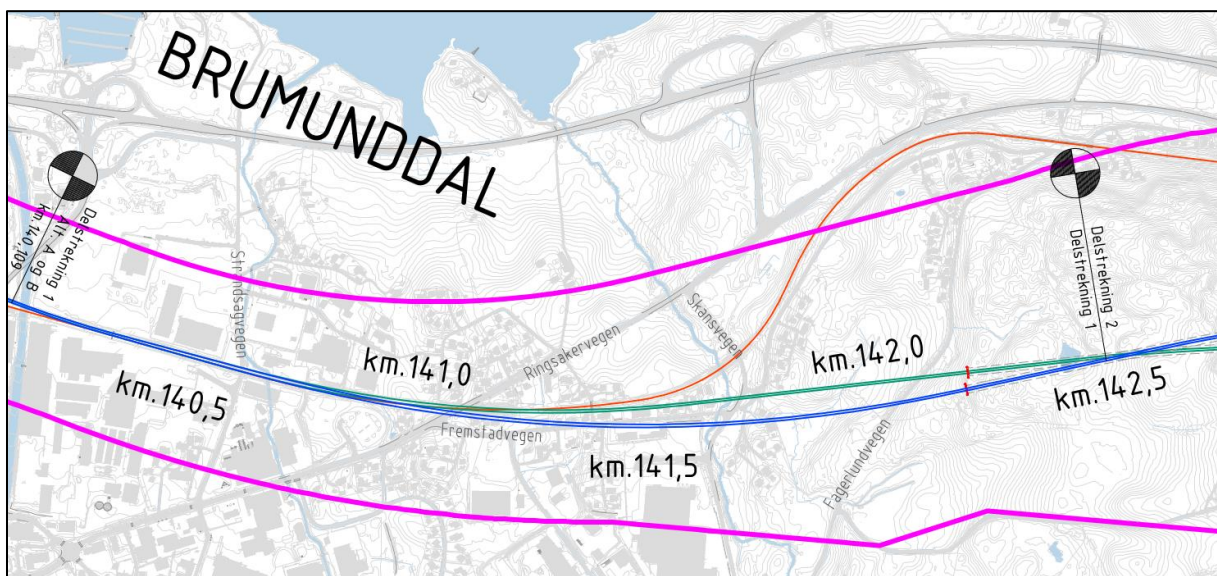 BRUMUNDDAL
Delstrekning 1
Alt. A og B
km.140,109
Strandsagvegen
km.140,5
km.141,0
Ringsakervegen
Fremstadvegen
Skansvegen
km.141,5
km.142,0
Fagerlundvegen
Delstrekning 2
Delstrekning 1
km.142,5